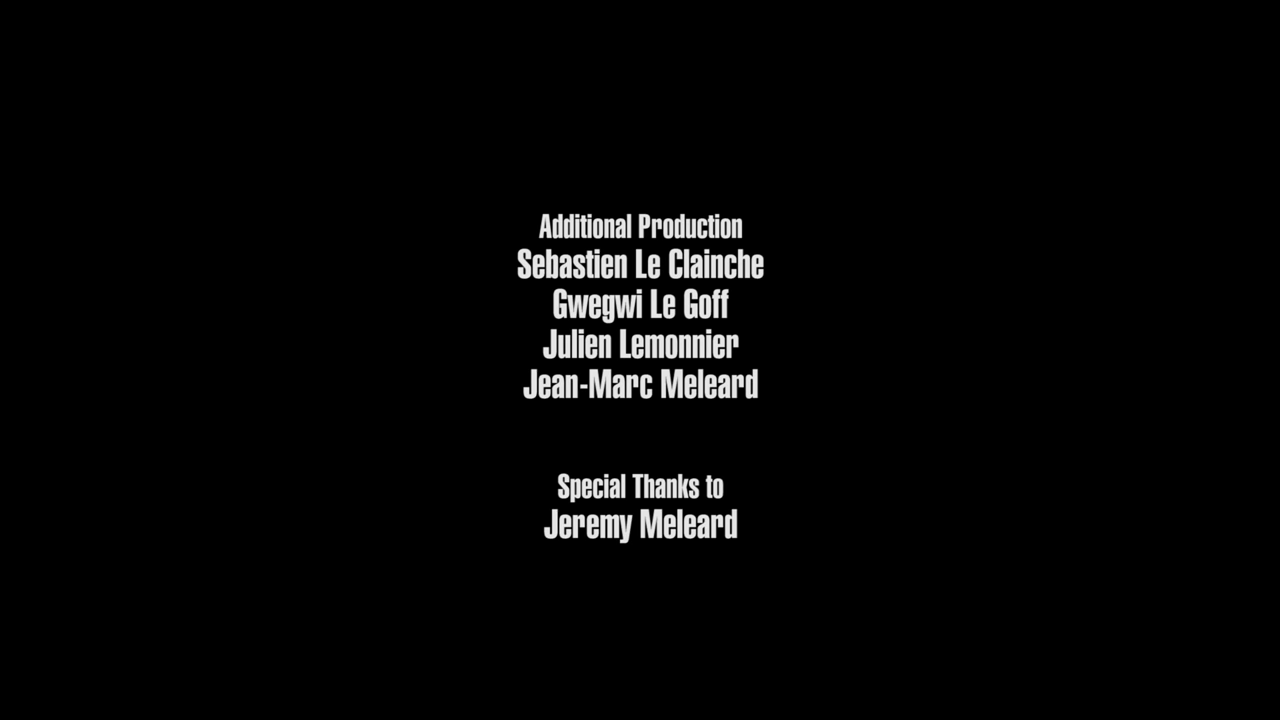 Additional Production
Sebastien Le Clainche
Gwegwi Le Goff
Julien Lemonnier
Jean-Marc Meleard
Special Thanks to
Jeremy Meleard